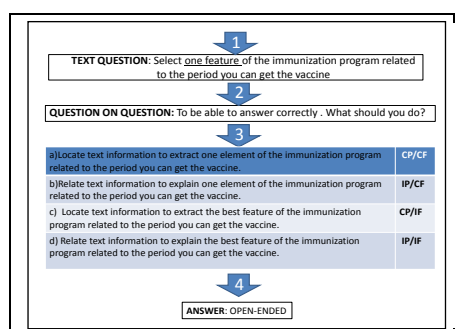 1
TEXT QUESTION: Select one feature of the immunization program related
to the period you can get the vaccine
2
QUESTION ON QUESTION: To be able to answer correctly . What should you do?
3
a)Locate text information to extract one element of the immunization program CP/CF
related to the period you can get the vaccine.
b)Relate text information to explain one element of the immunization program IP/CF
related to the period you can get the vaccine.
c) Locate text information to extract the best feature of the immunization CP/IF
program related to the period you can get the vaccine.
d) Relate text information to explain the best feature of the immunization IP/IF
program related to the period you can get the vaccine.
4
ANSWER: OPEN-ENDED